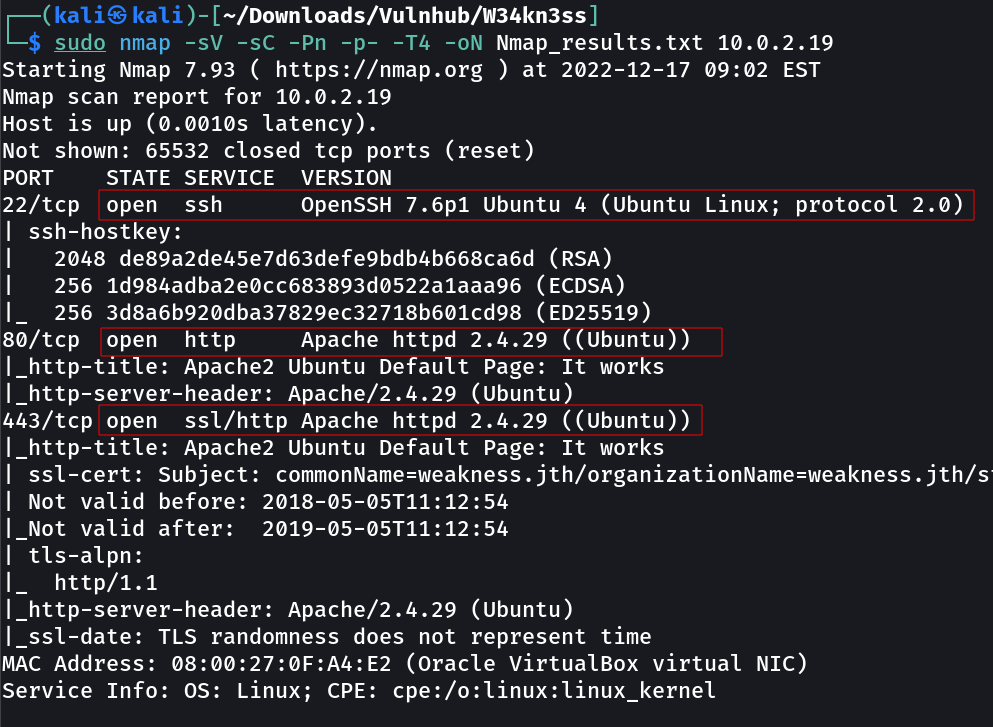 ┌──(kali㉿kali)-[~/Downloads/Vulnhub/W34kn3ss]
└─$ sudo nmap -sV -sC -Pn -p- -T4 -oN Nmap_results.txt 10.0.2.19
Starting Nmap 7.93 ( https://nmap.org ) at 2022-12-17 09:02 EST
Nmap scan report for 10.0.2.19
Host is up (0.0010s latency).
Not shown: 65532 closed tcp ports (reset)
PORT    STATE SERVICE  VERSION
22/tcp  open  ssh      OpenSSH 7.6p1 Ubuntu 4 (Ubuntu Linux; protocol 2.0)
| ssh-hostkey:
|   2048 de89a2de45e7d63defe9bdb4b668ca6d (RSA)
|   256 1d984adba2e0cc683893d0522a1aaa96 (ECDSA)
|_  256 3d8a6b920dba37829ec32718b601cd98 (ED25519)
80/tcp  open  http     Apache httpd 2.4.29 ((Ubuntu))
|_http-title: Apache2 Ubuntu Default Page: It works
|_http-server-header: Apache/2.4.29 (Ubuntu)
443/tcp open  ssl/http Apache httpd 2.4.29 ((Ubuntu))
|_http-title: Apache2 Ubuntu Default Page: It works
| ssl-cert: Subject: commonName=weakness.jth/organizationName=weakness.jth/st
| Not valid before: 2018-05-05T11:12:54
|_Not valid after:  2019-05-05T11:12:54
| tls-alpn:
|_  http/1.1
|_http-server-header: Apache/2.4.29 (Ubuntu)
|_ssl-date: TLS randomness does not represent time
MAC Address: 08:00:27:0F:A4:E2 (Oracle VirtualBox virtual NIC)
Service Info: OS: Linux; CPE: cpe:/o:linux:linux_kernel